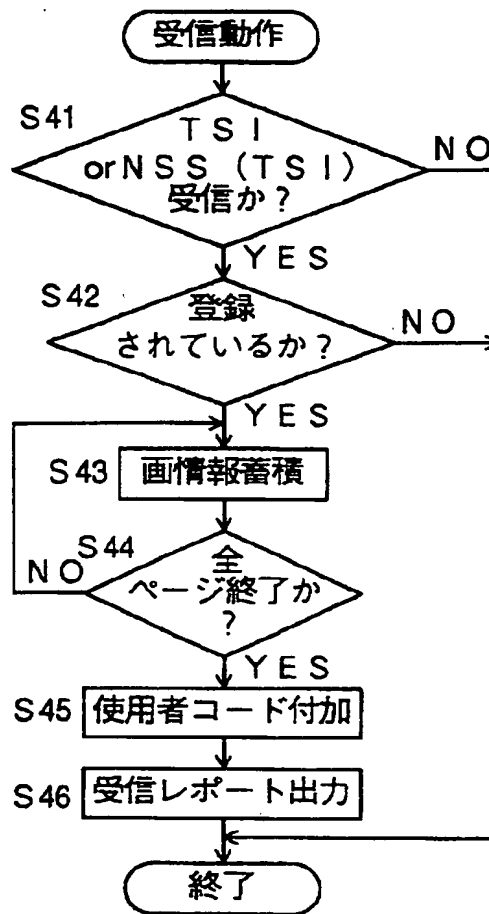 受信動作
S41
TSI
orNSS (TSI)
受信か?
NO
YES
S42
登録
されているか?
NO
YES
S43
画情報蓄積
S44
全
ページ終了か
?
NO
YES
S45
使用者コード付加
S46
受信レポート出力
終了